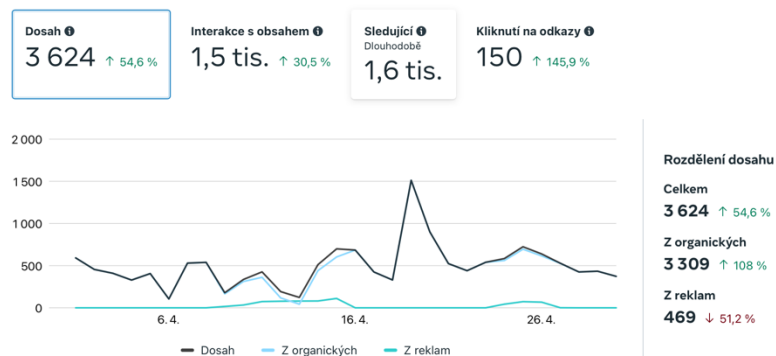 Dosah
3 624 ↑ 54,6 %
Interakce s obsahem
1,5 tis. ↑ 30,5 %
Sledující
Dlouhodobě
1,6 tis.
Kliknutí na odkazy
150 ↑ 145,9 %
2 000
1 500
1 000
500
0
6. 4.
16. 4.
26. 4.
Dosah
Z organických
Z reklam
Rozdělení dosahu
Celkem
3 624 ↑ 54,6 %
Z organických
3 309 ↑ 108 %
Z reklam
469 ↓ 51,2 %